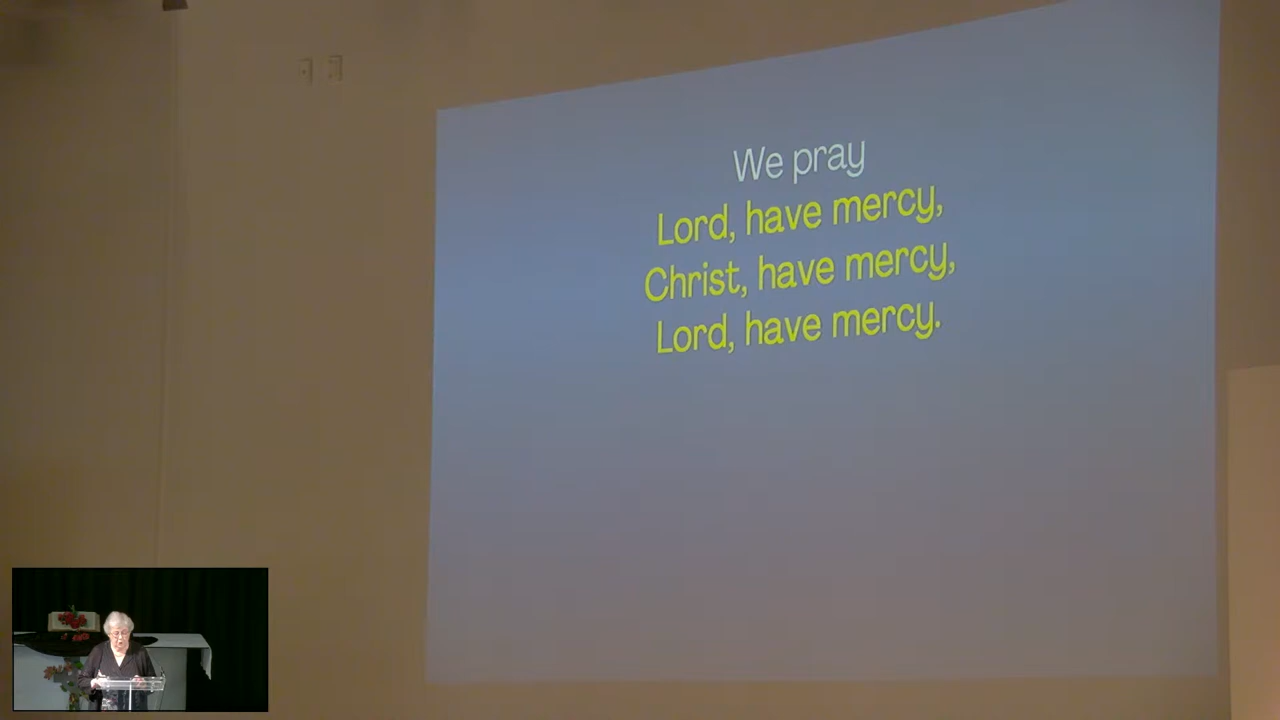 We pray
Lord, have mercy,
Christ, have mercy,
Lord, have mercy.